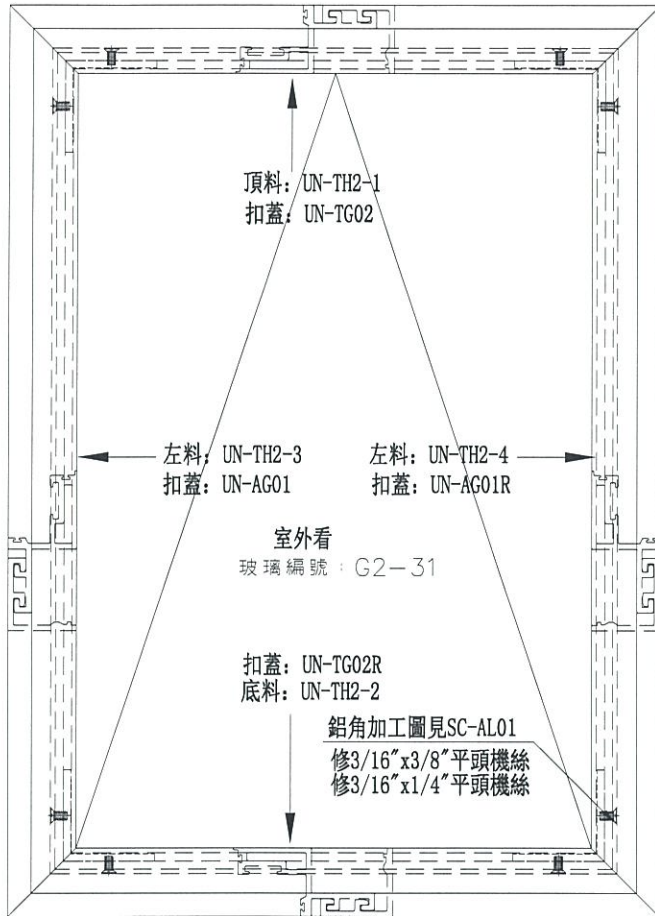 頂料: UN-TH2-1
扣蓋: UN-TG02
左料: UN-TH2-3
扣蓋: UN-AG01
左料: UN-TH2-4
扣蓋: UN-AG01R
室外看
玻璃編號：G2-31
扣蓋: UN-TG02R
底料: UN-TH2-2
鋁角加工圖見SC-AL01
修3/16"x3/8"平頭機絲
修3/16"x1/4"平頭機絲